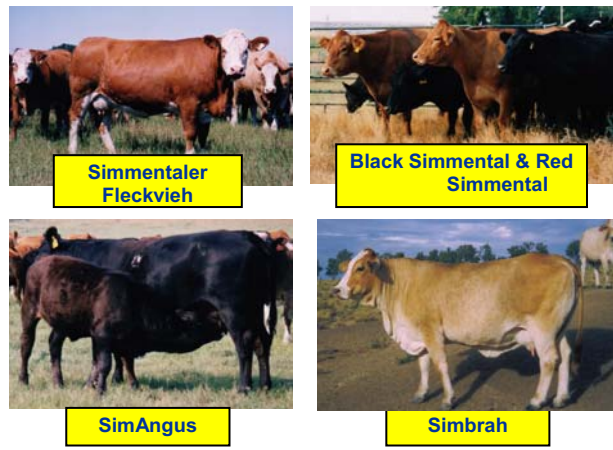 Simmentaler
Fleckvieh
Black Simmental & Red
Simmental
SimAngus
Simbrah